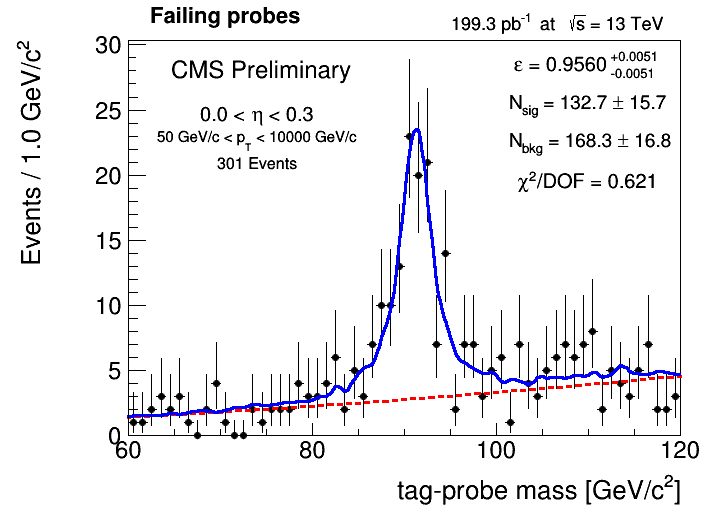 Failing probes
199.3 pb⁻¹ at √s = 13 TeV
CMS Preliminary
0.0 < η < 0.3
50 GeV/c < p_T < 10000 GeV/c
301 Events
ε = 0.9560 +0.0051 -0.0051
N_sig = 132.7 ± 15.7
N_bkg = 168.3 ± 16.8
χ²/DOF = 0.621
Events / 1.0 GeV/c²
30
25
20
15
10
5
0
60
80
100
120
tag-probe mass [GeV/c²]